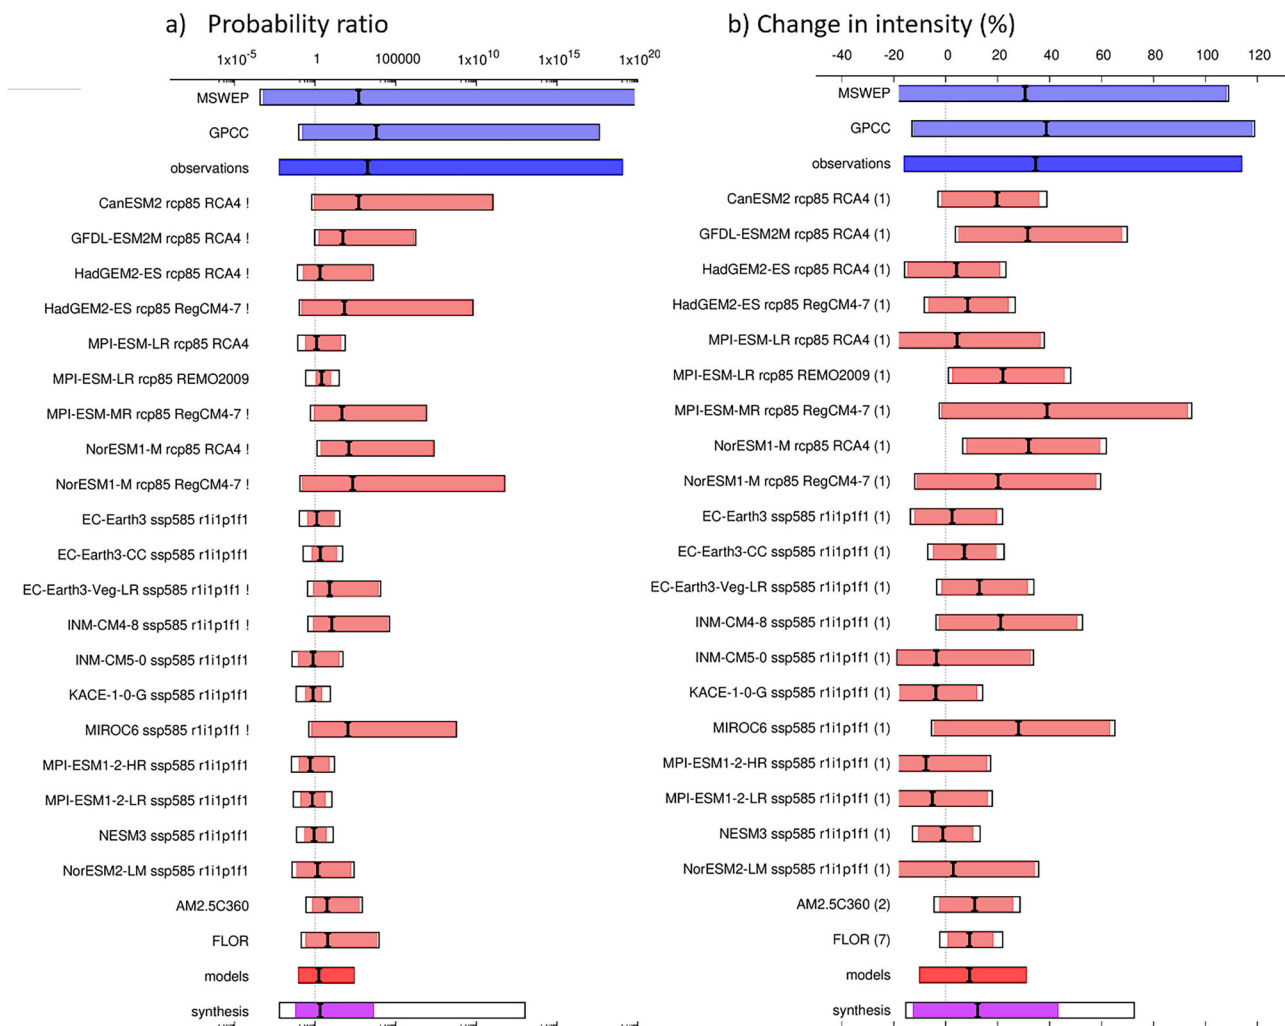 a) Probability ratio
b) Change in intensity (%)
1x10-5 1 100000 1x1010 1x1015 1x1020
-40 -20 0 20 40 60 80 100 120
MSWEP
MSWEP
GPCC
GPCC
observations
observations
CanESM2 rcp85 RCA4 !
CanESM2 rcp85 RCA4 (1)
GFDL-ESM2M rcp85 RCA4 !
GFDL-ESM2M rcp85 RCA4 (1)
HadGEM2-ES rcp85 RCA4 !
HadGEM2-ES rcp85 RCA4 (1)
HadGEM2-ES rcp85 RegCM4-7 !
HadGEM2-ES rcp85 RegCM4-7 (1)
MPI-ESM-LR rcp85 RCA4
MPI-ESM-LR rcp85 RCA4 (1)
MPI-ESM-LR rcp85 REMO2009
MPI-ESM-LR rcp85 REMO2009 (1)
MPI-ESM-MR rcp85 RegCM4-7 !
MPI-ESM-MR rcp85 RegCM4-7 (1)
NorESM1-M rcp85 RCA4 !
NorESM1-M rcp85 RCA4 (1)
NorESM1-M rcp85 RegCM4-7 !
NorESM1-M rcp85 RegCM4-7 (1)
EC-Earth3 ssp585 r1i1p1f1
EC-Earth3 ssp585 r1i1p1f1 (1)
EC-Earth3-CC ssp585 r1i1p1f1
EC-Earth3-CC ssp585 r1i1p1f1 (1)
EC-Earth3-Veg-LR ssp585 r1i1p1f1 !
EC-Earth3-Veg-LR ssp585 r1i1p1f1 (1)
INM-CM4-8 ssp585 r1i1p1f1 !
INM-CM4-8 ssp585 r1i1p1f1 (1)
INM-CM5-0 ssp585 r1i1p1f1
INM-CM5-0 ssp585 r1i1p1f1 (1)
KACE-1-0-G ssp585 r1i1p1f1
KACE-1-0-G ssp585 r1i1p1f1 (1)
MIROC6 ssp585 r1i1p1f1 !
MIROC6 ssp585 r1i1p1f1 (1)
MPI-ESM1-2-HR ssp585 r1i1p1f1
MPI-ESM1-2-HR ssp585 r1i1p1f1 (1)
MPI-ESM1-2-LR ssp585 r1i1p1f1
MPI-ESM1-2-LR ssp585 r1i1p1f1 (1)
NESM3 ssp585 r1i1p1f1
NESM3 ssp585 r1i1p1f1 (1)
NorESM2-LM ssp585 r1i1p1f1
NorESM2-LM ssp585 r1i1p1f1 (1)
AM2.5C360
AM2.5C360 (2)
FLOR
FLOR (7)
models
models
synthesis
synthesis